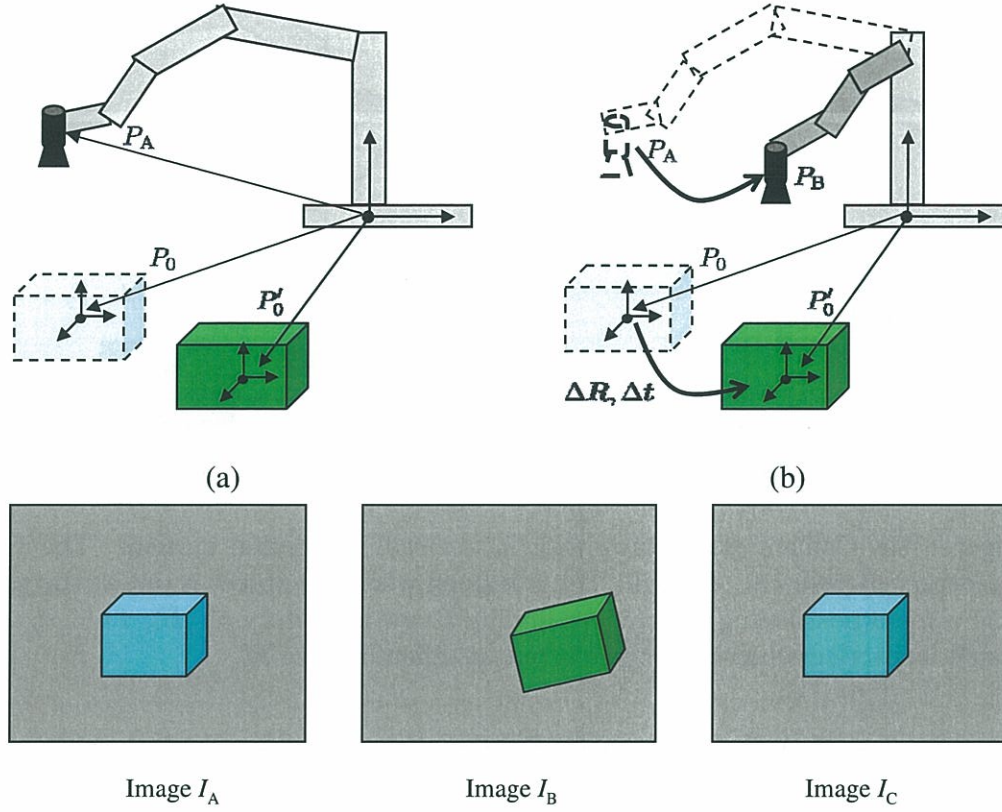 P_A
P_0
P'_0
(a)
P_A
P_B
P_0
P'_0
ΔR, Δt
(b)
Image I_A
Image I_B
Image I_C